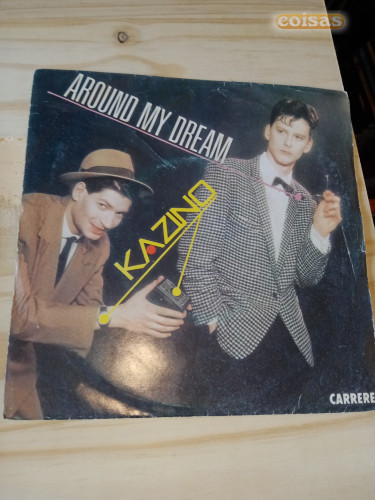 coisas
AROUND MY DREAM
KAZINO
CARRERE